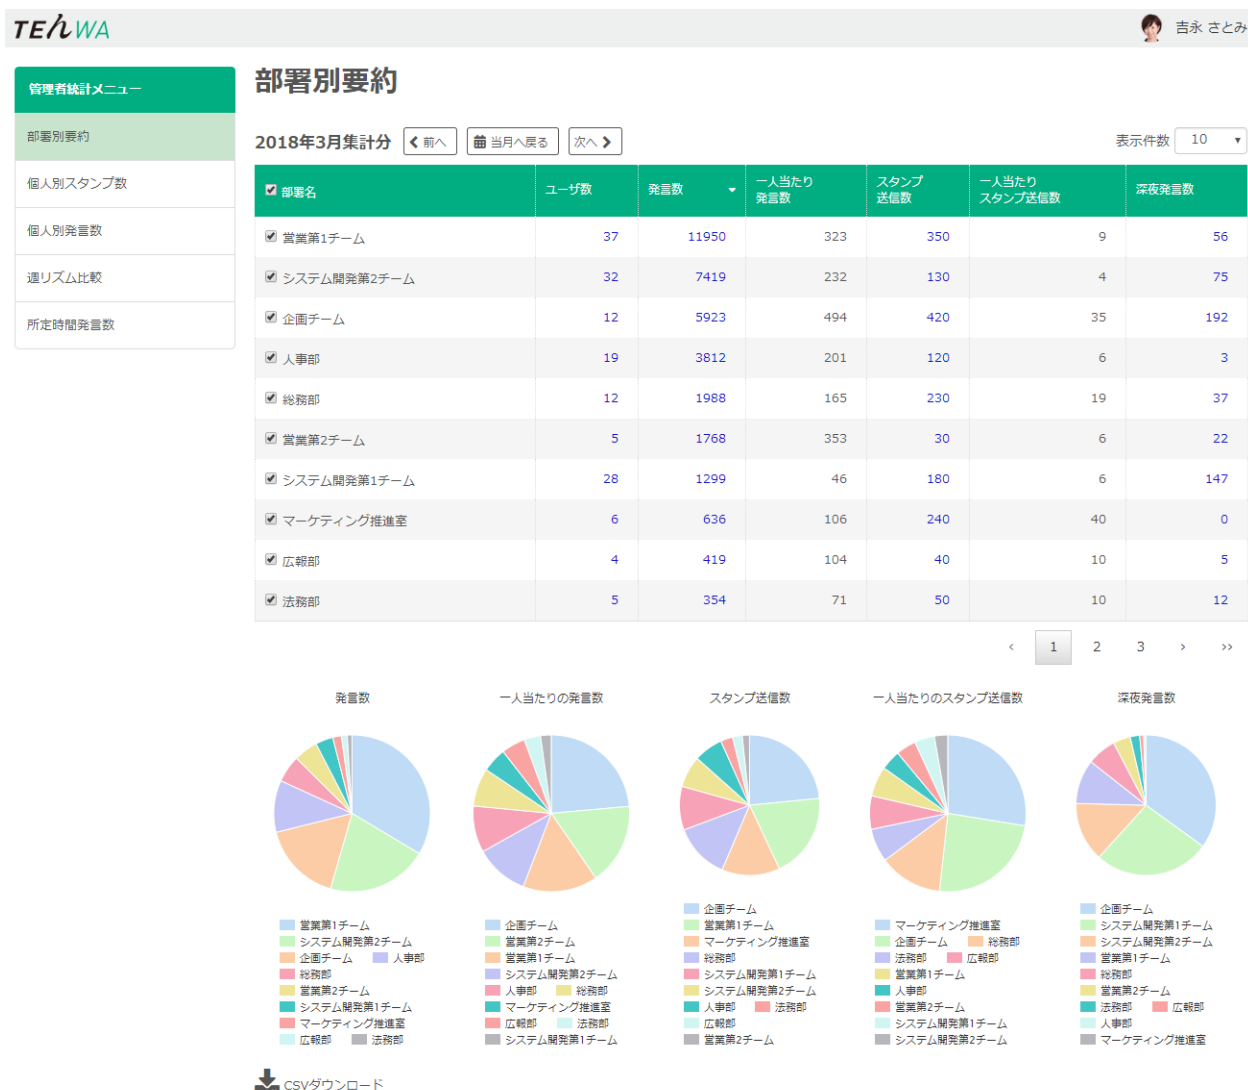 TENWA
吉永 さとみ
管理者統計メニュー
部署別要約
個人別スタンプ数
個人別発言数
週リズム比較
所定時間発言数
部署別要約
2018年3月集計分 前へ 当月へ戻る 次へ 表示件数 10
部署名 ユーザ数 発言数 一人当たり発言数 スタンプ送信数 一人当たりスタンプ送信数 深夜発言数
営業第1チーム 37 11950 323 350 9 56
システム開発第2チーム 32 7419 232 130 4 75
企画チーム 12 5923 494 420 35 192
人事部 19 3812 201 120 6 3
総務部 12 1988 165 230 19 37
営業第2チーム 5 1768 353 30 6 22
システム開発第1チーム 28 1299 46 180 6 147
マーケティング推進室 6 636 106 240 40 0
広報部 4 419 104 40 10 5
法務部 5 354 71 50 10 12
‹ 1 2 3 › ››
発言数
営業第1チーム
システム開発第2チーム
企画チーム 人事部
総務部
営業第2チーム
システム開発第1チーム
マーケティング推進室
広報部 法務部
一人当たりの発言数
企画チーム
営業第2チーム
営業第1チーム
システム開発第2チーム
人事部 総務部
マーケティング推進室
広報部 法務部
システム開発第1チーム
スタンプ送信数
企画チーム
営業第1チーム
マーケティング推進室
総務部
システム開発第1チーム
システム開発第2チーム
人事部 法務部
広報部
営業第2チーム
一人当たりのスタンプ送信数
マーケティング推進室
企画チーム 総務部
法務部 広報部
営業第1チーム
人事部
営業第2チーム
システム開発第1チーム
システム開発第2チーム
深夜発言数
企画チーム
システム開発第1チーム
システム開発第2チーム
営業第1チーム
総務部
営業第2チーム
法務部 広報部
人事部
マーケティング推進室
CSVダウンロード